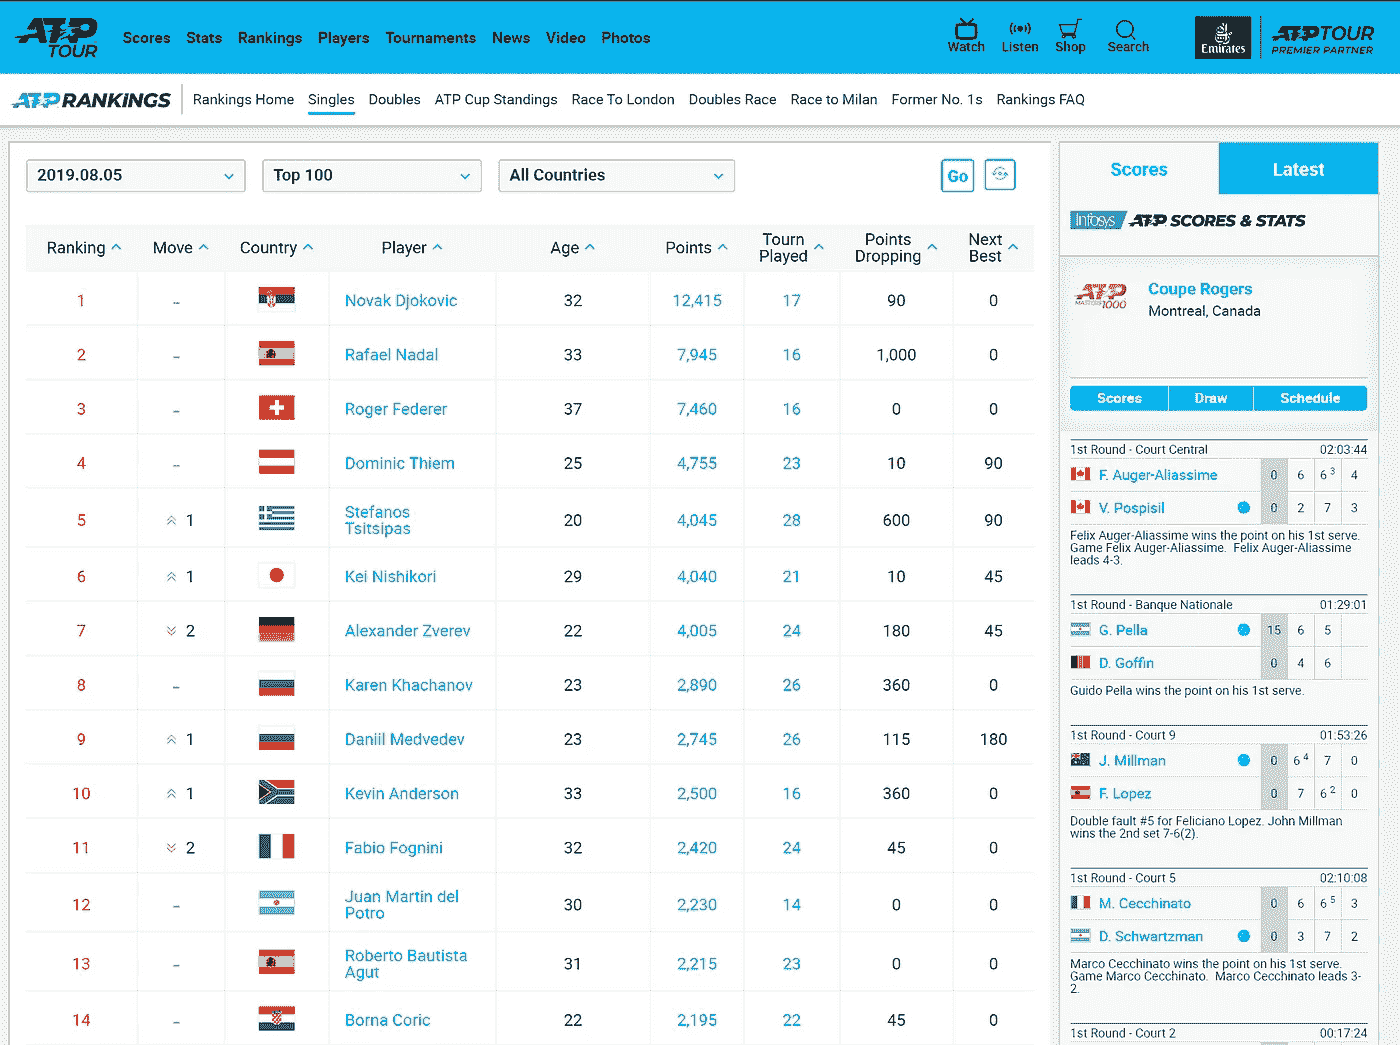 ATP TOUR
Scores Stats Rankings Players Tournaments News Video Photos
Watch Listen Shop Search
Emirates
ATP TOUR
PREMIER PARTNER
ATP RANKINGS
Rankings Home Singles Doubles ATP Cup Standings Race To London Doubles Race Race to Milan Former No. 1s Rankings FAQ
2019.08.05 Top 100 All Countries Go
Ranking Move Country Player Age Points Tourn Played Points Dropping Next Best
1 - Novak Djokovic 32 12,415 17 90 0
2 - Rafael Nadal 33 7,945 16 1,000 0
3 - Roger Federer 37 7,460 16 0 0
4 - Dominic Thiem 25 4,755 23 10 90
5 1 Stefanos Tsitsipas 20 4,045 28 600 90
6 1 Kei Nishikori 29 4,040 21 10 45
7 2 Alexander Zverev 22 4,005 24 180 45
8 - Karen Khachanov 23 2,890 26 360 0
9 1 Daniil Medvedev 23 2,745 26 115 180
10 1 Kevin Anderson 33 2,500 16 360 0
11 2 Fabio Fognini 32 2,420 24 45 0
12 - Juan Martin del Potro 30 2,230 14 0 0
13 - Roberto Bautista Agut 31 2,215 23 0 0
14 - Borna Coric 22 2,195 22 45 0
Scores Latest
Infosys ATP SCORES & STATS
ATP MASTERS 1000
Coupe Rogers
Montreal, Canada
Scores Draw Schedule
1st Round - Court Central 02:03:44
F. Auger-Aliassime 0 6 6 3 4
V. Pospisil 0 2 7 3
Felix Auger-Aliassime wins the point on his 1st serve.
Game Felix Auger-Aliassime. Felix Auger-Aliassime
leads 4-3.
1st Round - Banque Nationale 01:29:01
G. Pella 15 6 5
D. Goffin 0 4 6
Guido Pella wins the point on his 1st serve.
1st Round - Court 9 01:53:26
J. Millman 0 6 4 7 0
F. Lopez 0 7 6 2 0
Double fault #5 for Feliciano Lopez. John Millman
wins the 2nd set 7-6(2).
1st Round - Court 5 02:10:08
M. Cecchinato 0 6 6 5 3
D. Schwartzman 0 3 7 2
Marco Cecchinato wins the point on his 1st serve.
Game Marco Cecchinato. Marco Cecchinato leads 3-
2.
1st Round - Court 2 00:17:24